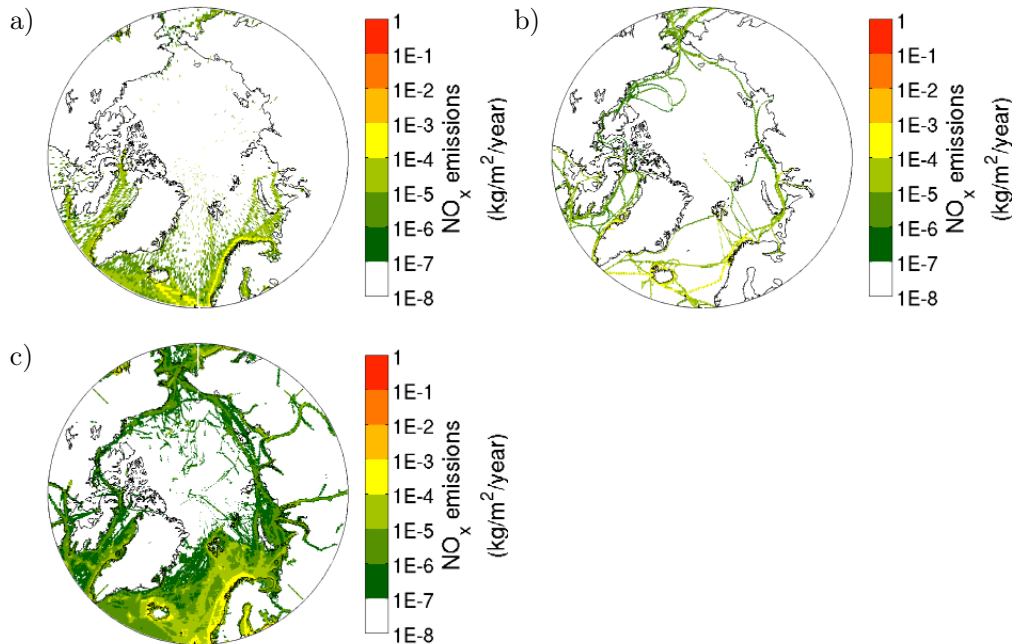 a)
1
1E-1
1E-2
1E-3
1E-4
1E-5
1E-6
1E-7
1E-8
NOx emissions
(kg/m²/year)
b)
1
1E-1
1E-2
1E-3
1E-4
1E-5
1E-6
1E-7
1E-8
NOx emissions
(kg/m²/year)
c)
1
1E-1
1E-2
1E-3
1E-4
1E-5
1E-6
1E-7
1E-8
NOx emissions
(kg/m²/year)